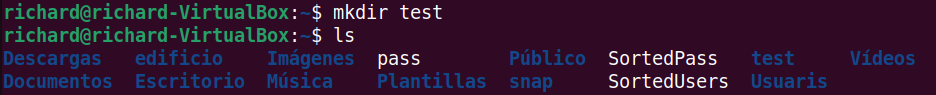 richard@richard-VirtualBox:~$ mkdir test
richard@richard-VirtualBox:~$ ls
Descargas edificio Imágenes pass Público SortedPass test Vídeos
Documentos Escritorio Música Plantillas snap SortedUsers Usuaris